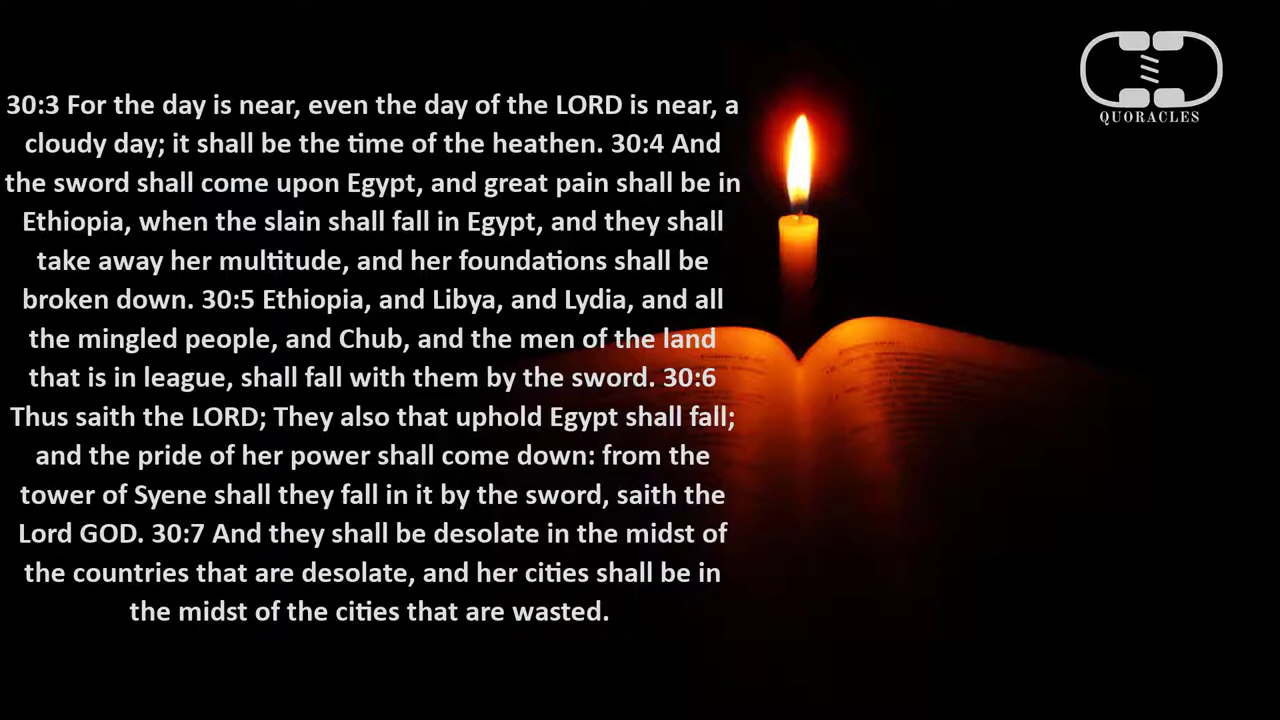 30:3 For the day is near, even the day of the LORD is near, a
cloudy day; it shall be the time of the heathen. 30:4 And
the sword shall come upon Egypt, and great pain shall be in
Ethiopia, when the slain shall fall in Egypt, and they shall
take away her multitude, and her foundations shall be
broken down. 30:5 Ethiopia, and Libya, and Lydia, and all
the mingled people, and Chub, and the men of the land
that is in league, shall fall with them by the sword. 30:6
Thus saith the LORD; They also that uphold Egypt shall fall;
and the pride of her power shall come down: from the
tower of Syene shall they fall in it by the sword, saith the
Lord GOD. 30:7 And they shall be desolate in the midst of
the countries that are desolate, and her cities shall be in
the midst of the cities that are wasted.
QUORACLES